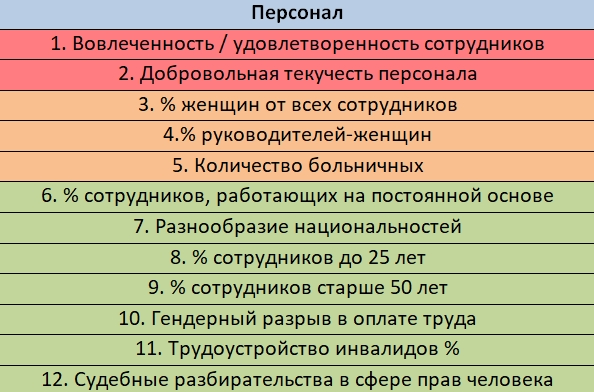 Персонал
1. Вовлеченность / удовлетворенность сотрудников
2. Добровольная текучесть персонала
3. % женщин от всех сотрудников
4.% руководителей-женщин
5. Количество больничных
6. % сотрудников, работающих на постоянной основе
7. Разнообразие национальностей
8. % сотрудников до 25 лет
9. % сотрудников старше 50 лет
10. Гендерный разрыв в оплате труда
11. Трудоустройство инвалидов %
12. Судебные разбирательства в сфере прав человека